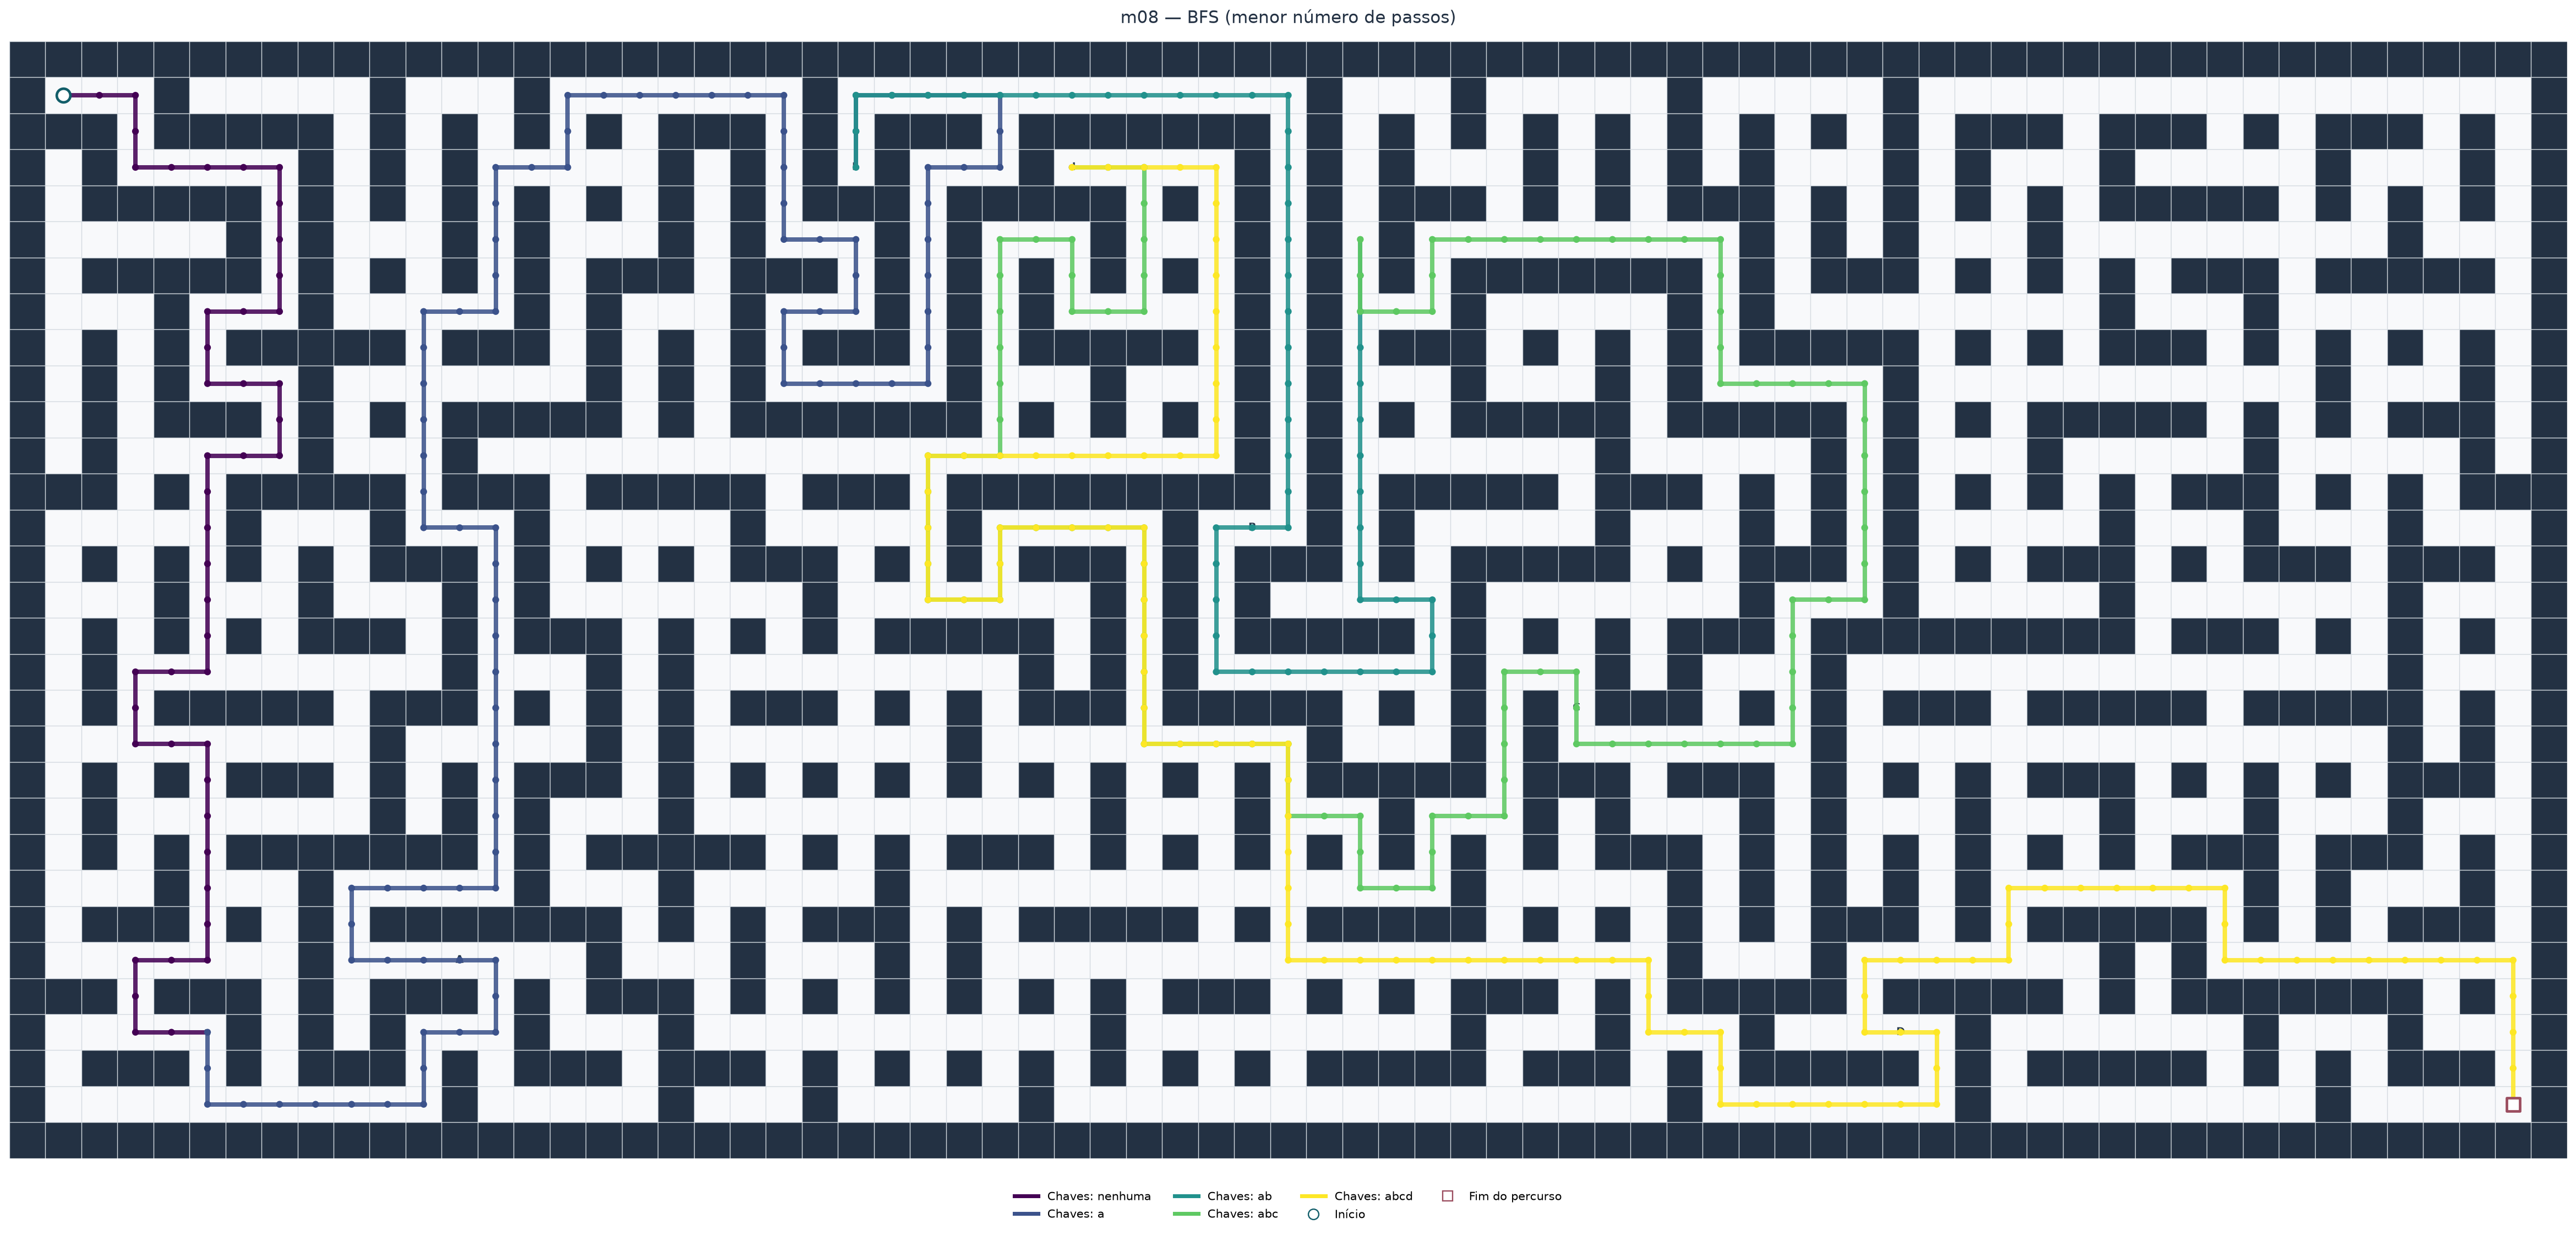 m08 — BFS (menor número de passos)
A
Chaves: nenhuma
Chaves: a
Chaves: ab
Chaves: abc
Chaves: abcd
Início
Fim do percurso